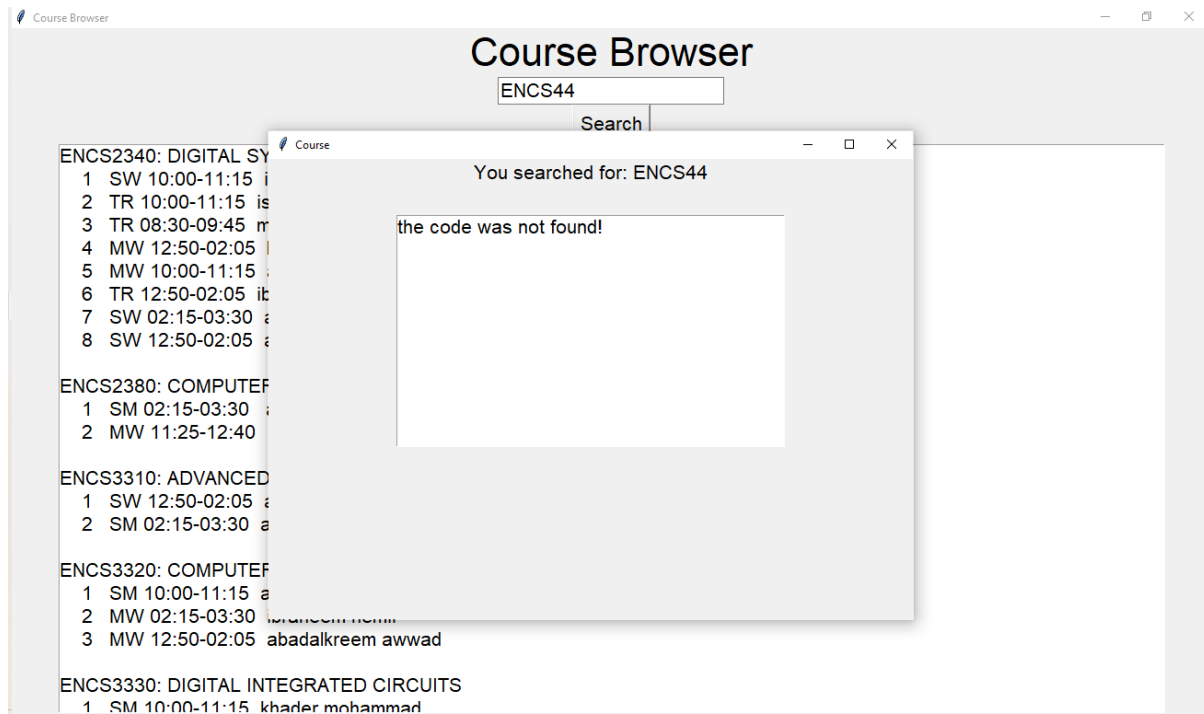 Course Browser
Course Browser
ENCS44
Search
Course
You searched for: ENCS44
the code was not found!
ENCS2340: DIGITAL
1 SW 10:00-11:15
2 TR 10:00-11:15
3 TR 08:30-09:45
4 MW 12:50-02:05
5 MW 10:00-11:15
6 TR 12:50-02:05
7 SW 02:15-03:30
8 SW 12:50-02:05
ENCS2380: COMPUTER
1 SM 02:15-03:30
2 MW 11:25-12:40
ENCS3310: ADVANCED
1 SW 12:50-02:05
2 SM 02:15-03:30
ENCS3320: COMPUTER
1 SM 10:00-11:15
2 MW 02:15-03:30
3 MW 12:50-02:05 abadalkreem awwad
ENCS3330: DIGITAL INTEGRATED CIRCUITS
1 SM 10:00-11:15 khader mohammad